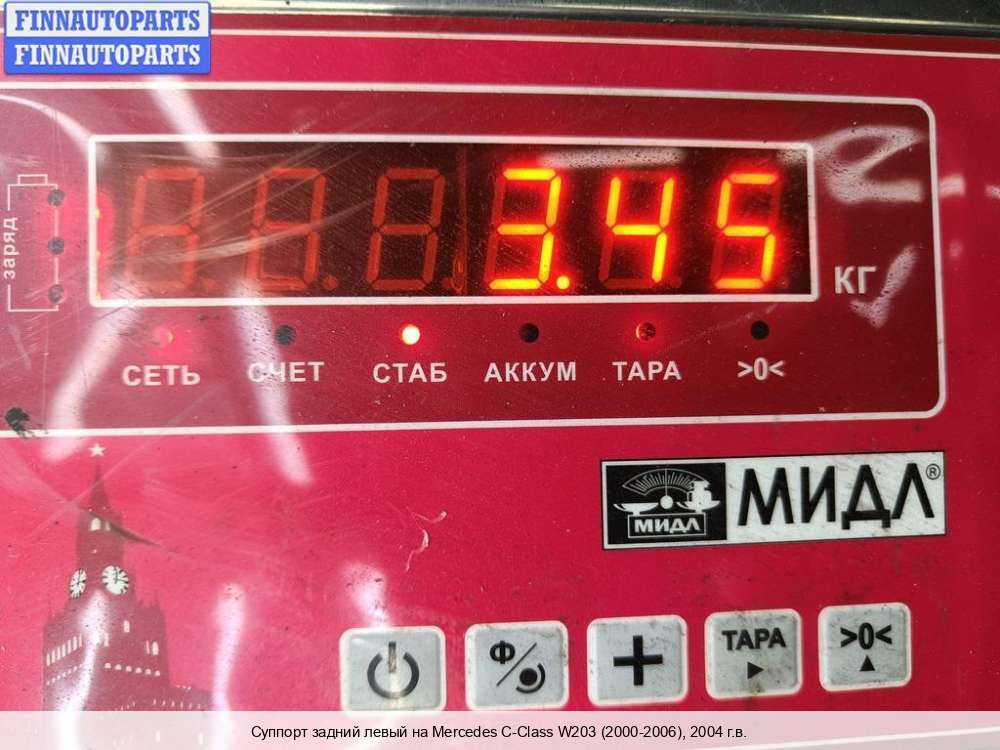 FINNAUTOPARTS
FINNAUTOPARTS
заряд
3.45
КГ
СЕТЬ СЧЕТ СТАБ АККУМ ТАРА >0<
МИДЛ МИДЛ®
Ф + ТАРА >0<
Суппорт задний левый на Mercedes C-Class W203 (2000-2006), 2004 г.в.